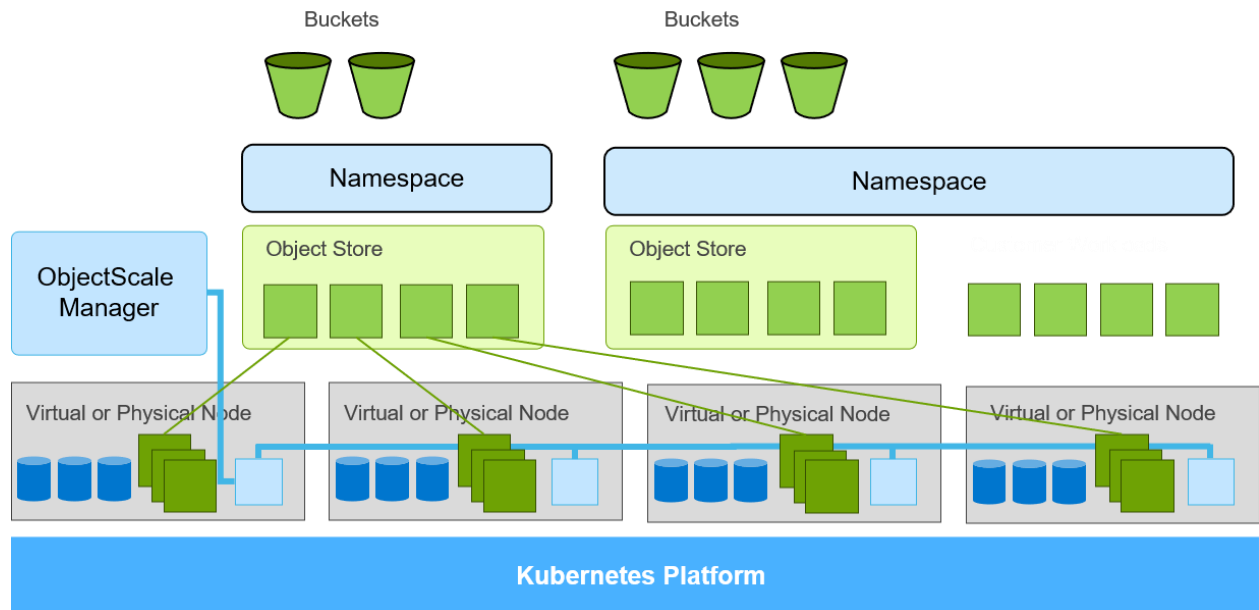 Buckets
Buckets
Namespace
Namespace
Object Store
Object Store
ObjectScale
Manager
Virtual or Physical Node
Virtual or Physical Node
Virtual or Physical Node
Virtual or Physical Node
Kubernetes Platform